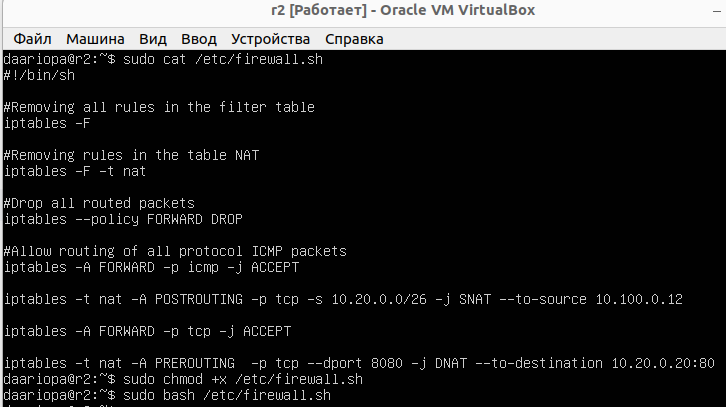 r2 [Работает] - Oracle VM VirtualBox
Файл Машина Вид Ввод Устройства Справка
daariopa@r2:~$ sudo cat /etc/firewall.sh
#!/bin/sh
#Removing all rules in the filter table
iptables -F
#Removing rules in the table NAT
iptables -F -t nat
#Drop all routed packets
iptables --policy FORWARD DROP
#Allow routing of all protocol ICMP packets
iptables -A FORWARD -p icmp -j ACCEPT
iptables -t nat -A POSTROUTING -p tcp -s 10.20.0.0/26 -j SNAT --to-source 10.100.0.12
iptables -A FORWARD -p tcp -j ACCEPT
iptables -t nat -A PREROUTING  -p tcp --dport 8080 -j DNAT --to-destination 10.20.0.20:80
daariopa@r2:~$ sudo chmod +x /etc/firewall.sh
daariopa@r2:~$ sudo bash /etc/firewall.sh